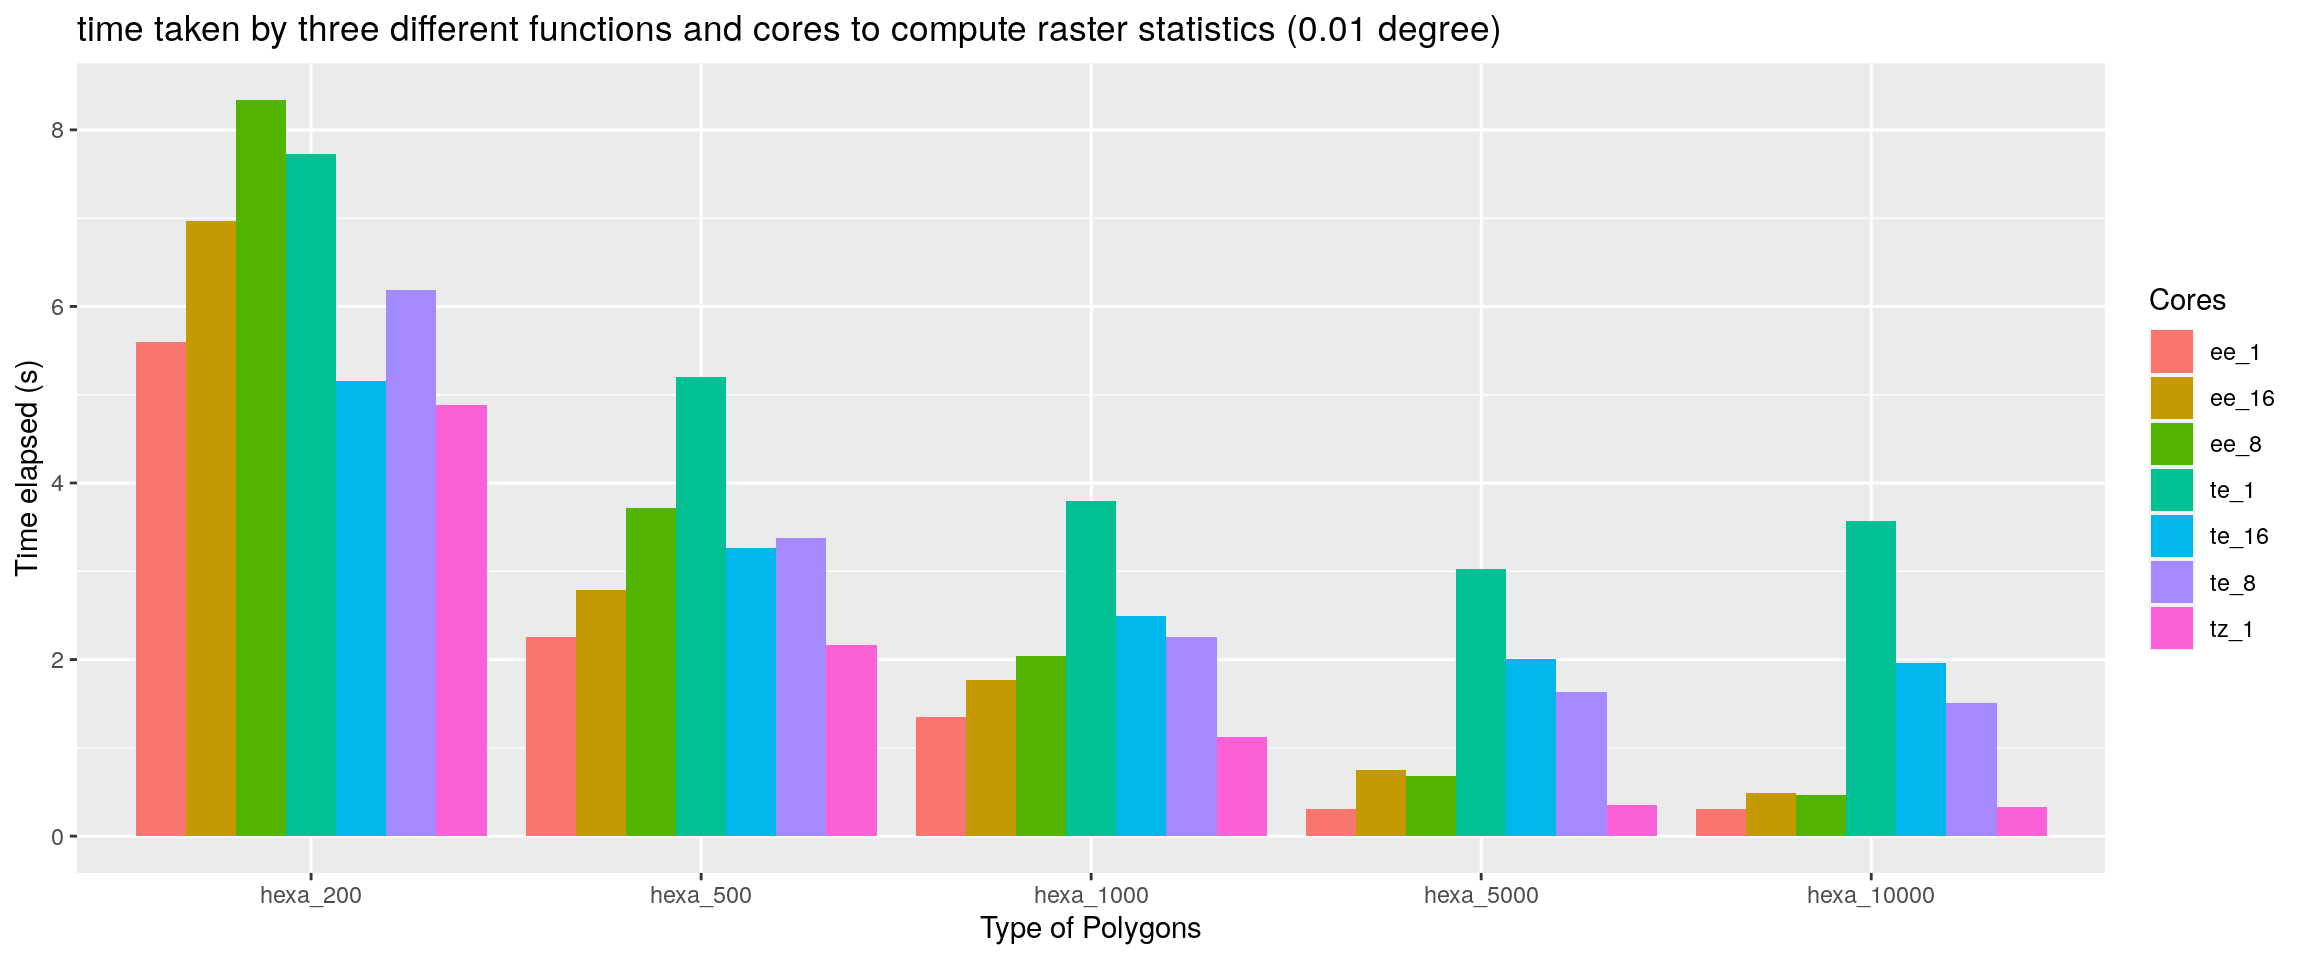 time taken by three different functions and cores to compute raster statistics (0.01 degree)
Time elapsed (s)
8
6
4
2
0
hexa_200
hexa_500
hexa_1000
hexa_5000
hexa_10000
Type of Polygons
Cores
ee_1
ee_16
ee_8
te_1
te_16
te_8
tz_1